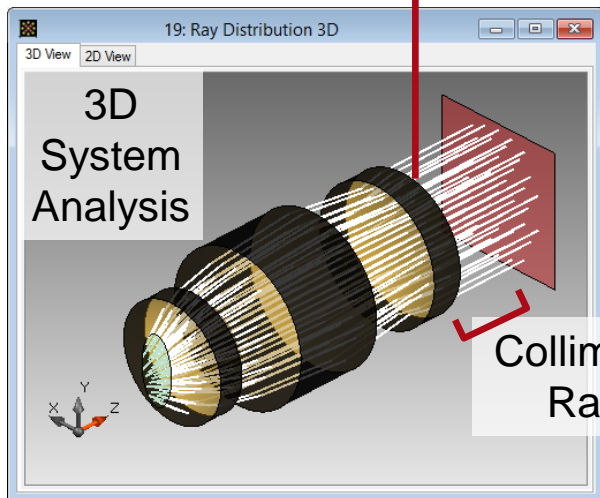 19: Ray Distribution 3D
3D View 2D View
3D
System
Analysis
Y
X Z